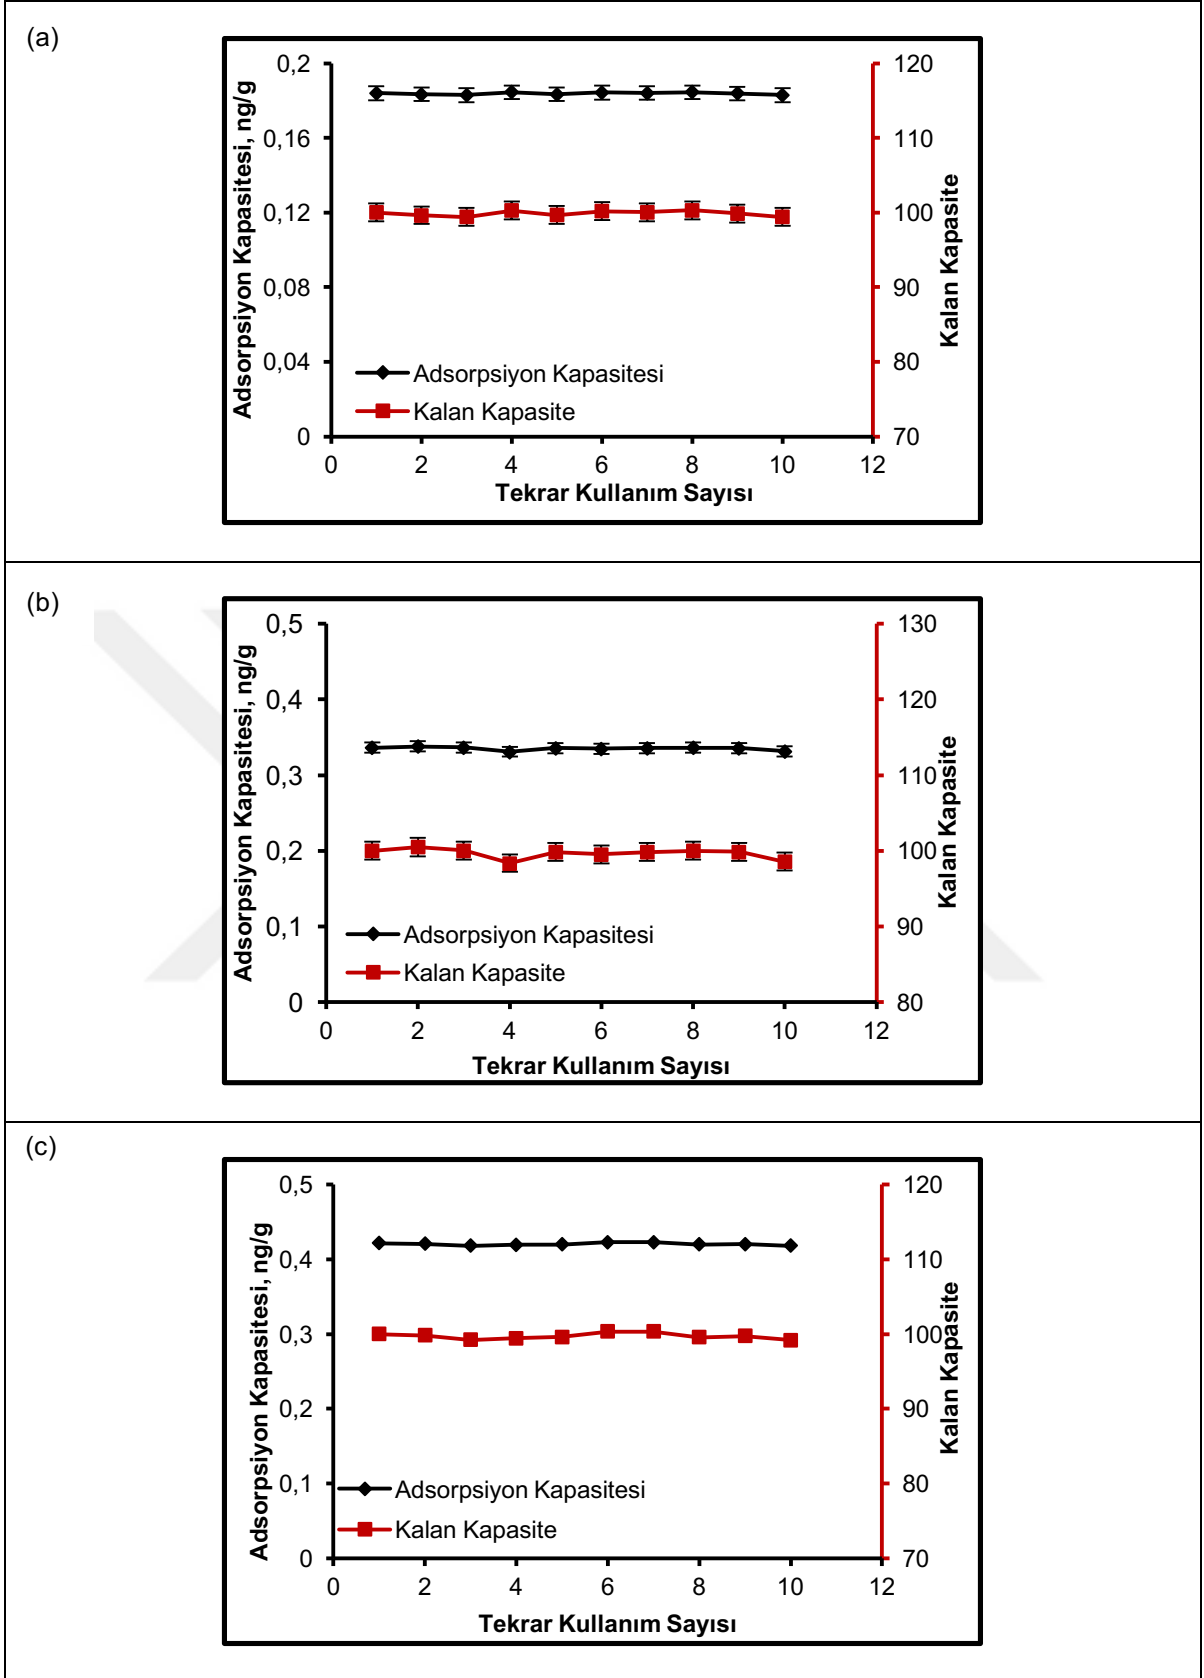 (a)
Adsorpsiyon Kapasitesi, ng/g
0,2
0,16
0,12
0,08
0,04
0
120
110
100
90
80
70
Kalan Kapasite
Adsorpsiyon Kapasitesi
Kalan Kapasite
0 2 4 6 8 10 12
Tekrar Kullanım Sayısı
(b)
Adsorpsiyon Kapasitesi, ng/g
0,5
0,4
0,3
0,2
0,1
0
130
120
110
100
90
80
Kalan Kapasite
Adsorpsiyon Kapasitesi
Kalan Kapasite
0 2 4 6 8 10 12
Tekrar Kullanım Sayısı
(c)
Adsorpsiyon Kapasitesi, ng/g
0,5
0,4
0,3
0,2
0,1
0
120
110
100
90
80
70
Kalan Kapasite
Adsorpsiyon Kapasitesi
Kalan Kapasite
0 2 4 6 8 10 12
Tekrar Kullanım Sayısı